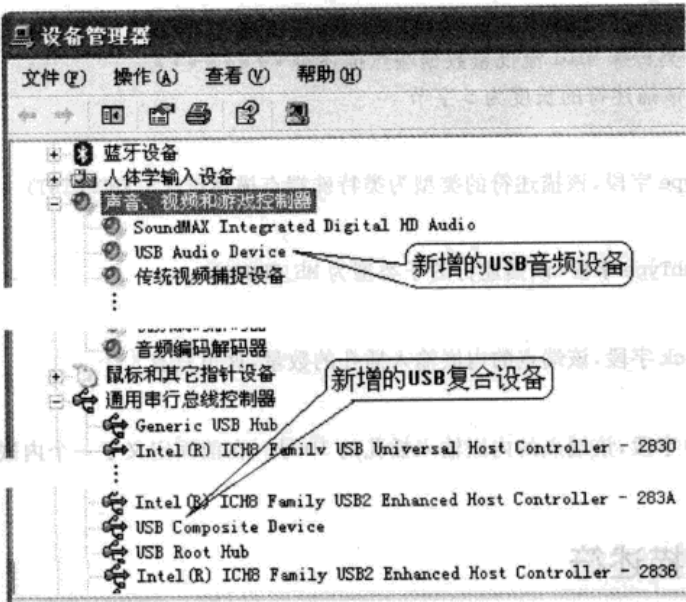 设备管理器
文件(F) 操作(A) 查看(V) 帮助(H)
蓝牙设备
人体学输入设备
声音、视频和游戏控制器
SoundMAX Integrated Digital HD Audio
USB Audio Device
新增的USB音频设备
传统视频捕捉设备
音频编码解码器
鼠标和其它指针设备
新增的USB复合设备
通用串行总线控制器
Generic USB Hub
Intel(R) ICH8 Family USB Universal Host Controller - 2830
Intel(R) ICH8 Family USB2 Enhanced Host Controller - 283A
USB Composite Device
USB Root Hub
Intel(R) ICH8 Family USB2 Enhanced Host Controller - 2836